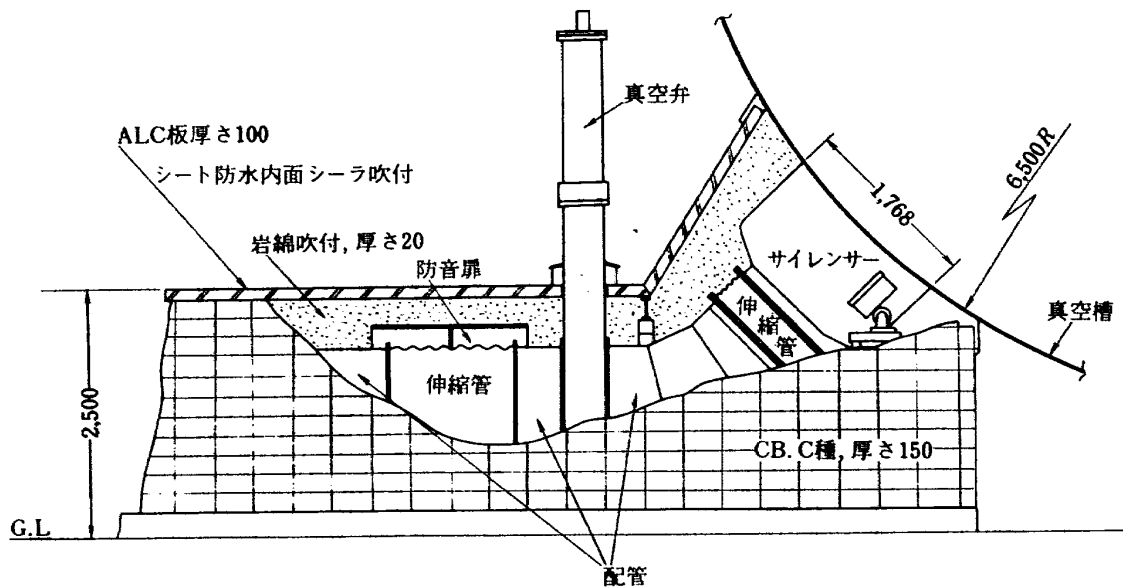 真空弁
ALC板厚さ100
シート防水内面シーラ吹付
6,500R
1,768
岩綿吹付,厚さ20
防音扉
サイレンサー
伸縮管
真空槽
伸縮管
2,500
CB.C種,厚さ150
G.L
配管